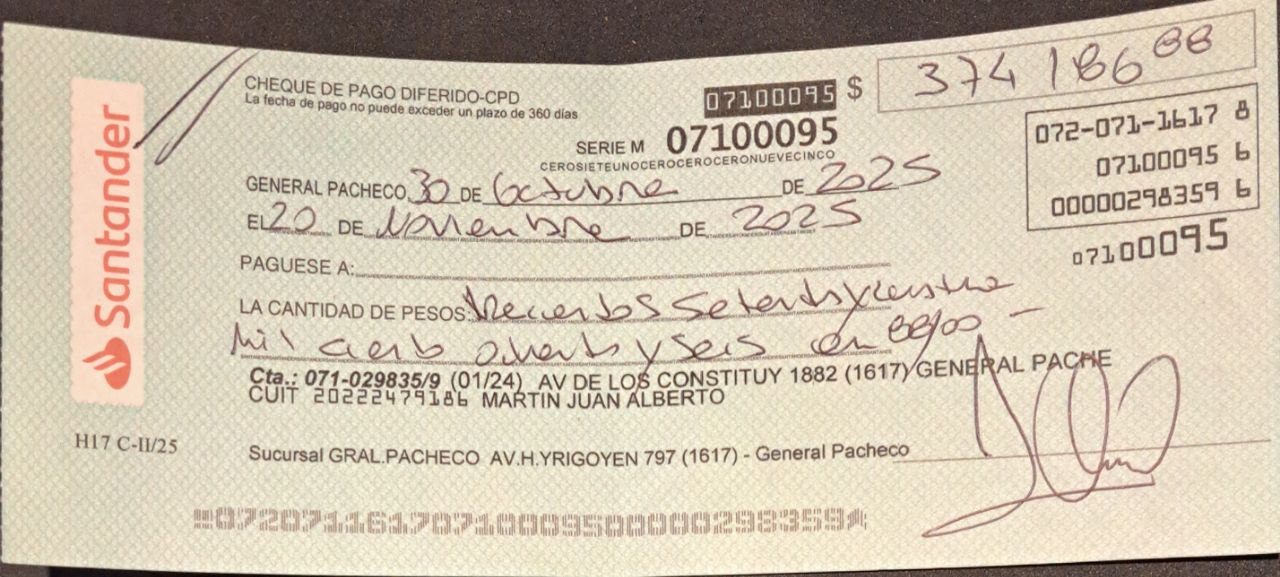 Santander
CHEQUE DE PAGO DIFERIDO-CPD
La fecha de pago no puede exceder un plazo de 360 días
07100095 $ 374 186 88
SERIE M 07100095
CEROSIETEUNOCEROCEROCERONUEVECINCO
072-071-1617 8
07100095 6
00000298359 6
07100095
GENERAL PACHECO, 30 DE Octubre DE 2025
EL 20 DE Noviembre DE 2025
PAGUESE A:
LA CANTIDAD DE PESOS: Trecientos setenta y cuatro
mil ciento ochenta y seis con 88/00 —
Cta.: 071-029835/9 (01/24) AV DE LOS CONSTITUY 1882 (1617) GENERAL PACHE
CUIT 20222479186 MARTIN JUAN ALBERTO
H17 C-II/25
Sucursal GRAL.PACHECO AV.H.YRIGOYEN 797 (1617) - General Pacheco
07207116170710009500000298359